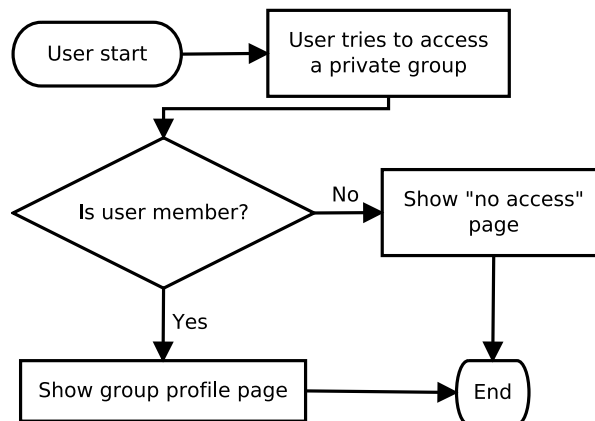 User start
User tries to access
a private group
Is user member?
No
Show "no access"
page
Yes
Show group profile page
End